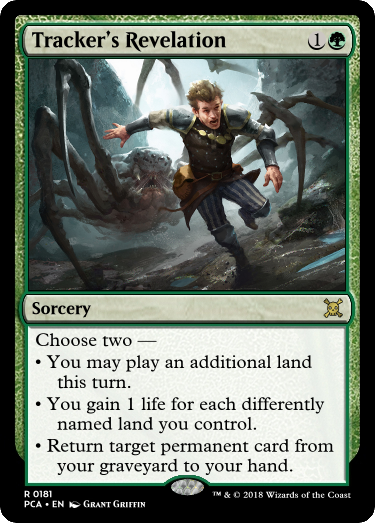 Tracker's Revelation 1
Sorcery
Choose two —
• You may play an additional land
this turn.
• You gain 1 life for each differently
named land you control.
• Return target permanent card from
your graveyard to your hand.
R 0181
PCA • EN Grant Griffin
™ & © 2018 Wizards of the Coast